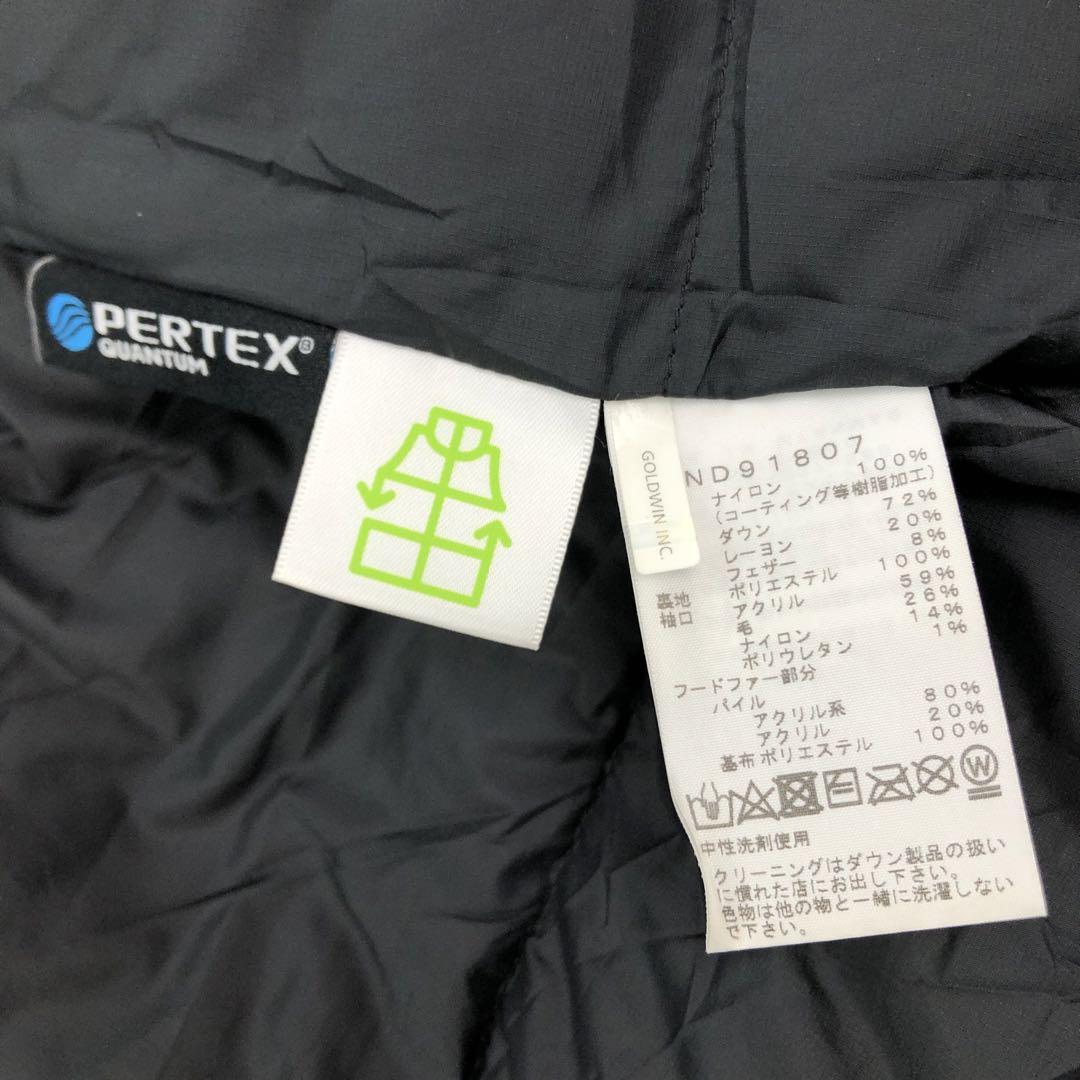 PERTEX®
QUANTUM
GOLDWIN INC.
ND91807
ナイロン 100%
(コーティング等樹脂加工)
ダウン 72%
レーヨン 20%
フェザー 8%
裏地 ポリエステル 100%
袖口 アクリル 59%
毛 26%
ナイロン 14%
ポリウレタン 1%
フードファー部分
パイル
アクリル系 80%
アクリル 20%
基布 ポリエステル 100%
W
中性洗剤使用
クリーニングはダウン製品の扱い
に慣れた店にお出し下さい。
色物は他の物と一緒に洗濯しない
で下さい。